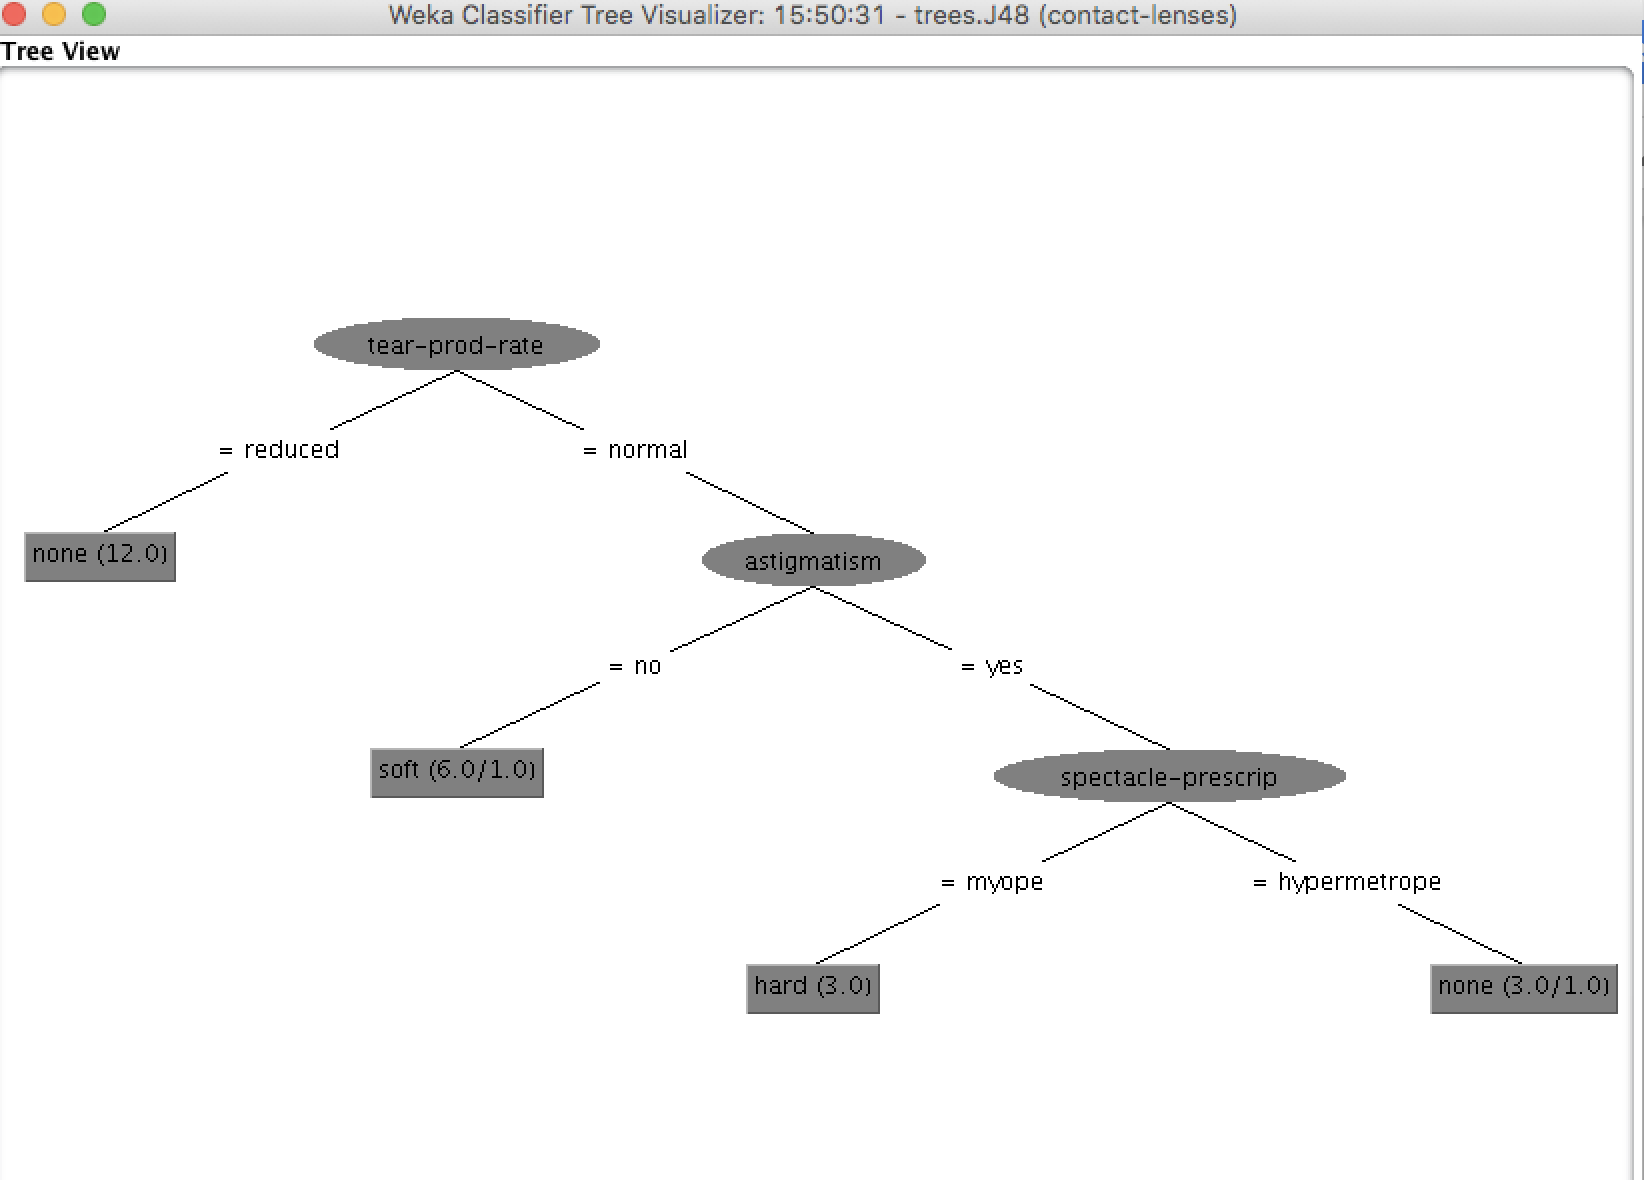 Weka Classifier Tree Visualizer: 15:50:31 - trees.J48 (contact-lenses)
Tree View
tear-prod-rate
= reduced
= normal
none (12.0)
astigmatism
= no
= yes
soft (6.0/1.0)
spectacle-prescrip
= myope
= hypermetrope
hard (3.0)
none (3.0/1.0)